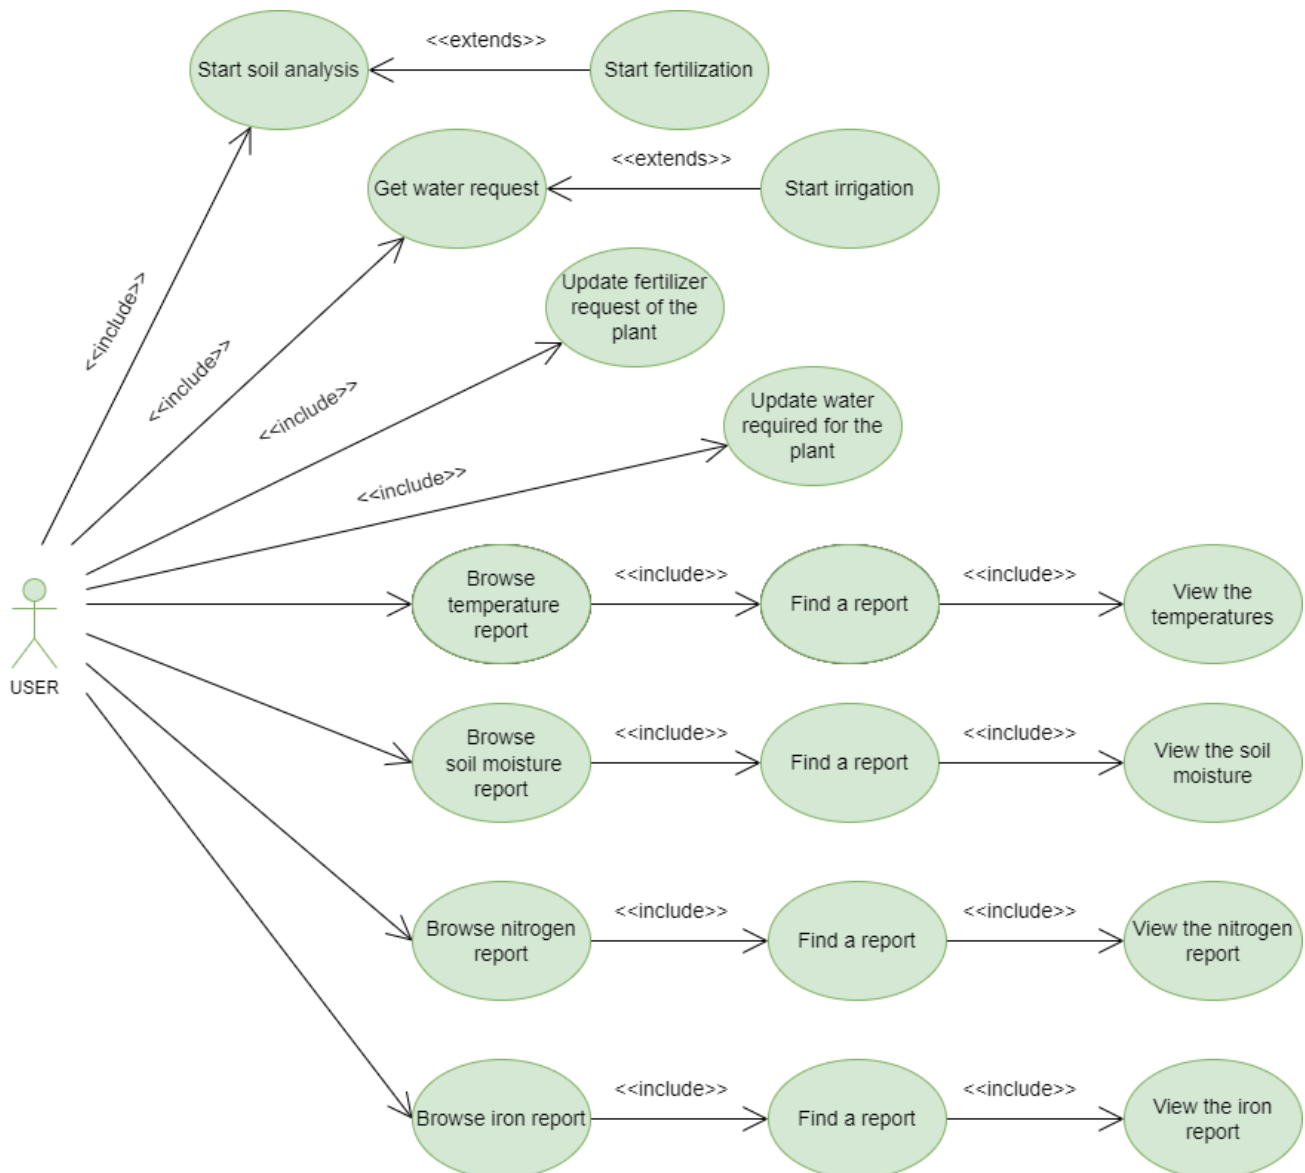 <<extends>>
Start soil analysis
Start fertilization
<<extends>>
Get water request
Start irrigation
<<include>>
<<include>>
<<include>>
<<include>>
Update fertilizer
request of the
plant
Update water
required for the
plant
USER
Browse
temperature
report
<<include>>
Find a report
<<include>>
View the
temperatures
Browse
soil moisture
report
<<include>>
Find a report
<<include>>
View the soil
moisture
Browse nitrogen
report
<<include>>
Find a report
<<include>>
View the nitrogen
report
Browse iron report
<<include>>
Find a report
<<include>>
View the iron
report